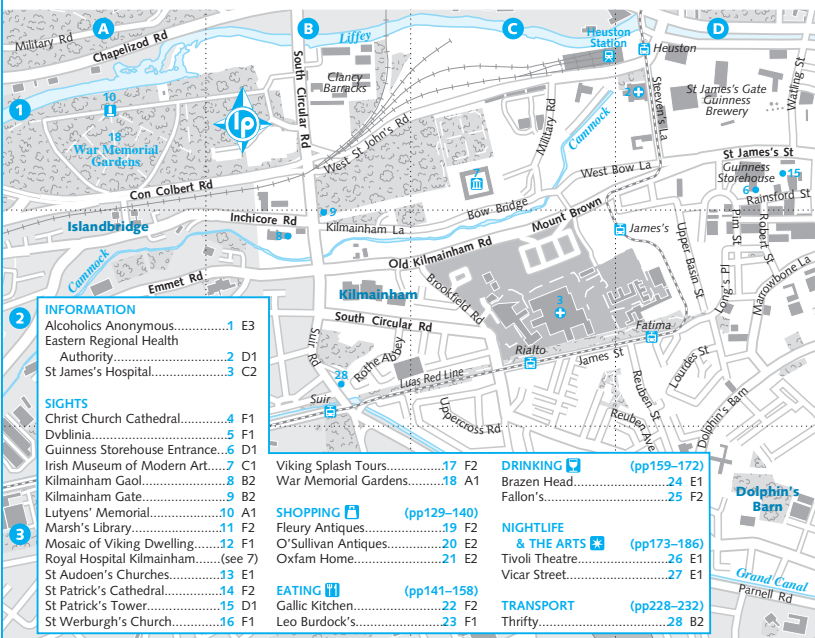 A
B
C
D
Military Rd
Chapelizod Rd
Liffey
Heuston
Station
Heuston
South Circular Rd
Clancy
Barracks
10
1
lp
18
War Memorial
Gardens
West St John's Rd
Military Rd
Cammock
2
Steeven's La
St James's Gate
Guinness
Brewery
Watling St
7
West Bow La
St James's St
Guinness
Storehouse
15
6
Rainsford St
Con Colbert Rd
9
Bow Bridge
Mount Brown
Islandbridge
Inchicore Rd
8
Kilmainham La
James's
Upper Basin St
Pim St
Robert St
Marrowbone La
Long's Pl
Cammock
Emmet Rd
Old Kilmainham Rd
2
Kilmainham
Brookfield Rd
3
South Circular Rd
Suir Rd
Rothe Abbey
Fatima
Rialto
James St
28
Luas Red Line
Suir
Uppercross Rd
Reuben St
Reuben Ave
Lourdes St
Dolphin's Barn
Dolphin's
Barn
3
Grand Canal
Parnell Rd
INFORMATION
Alcoholics Anonymous..............1 E3
Eastern Regional Health
Authority..............2 D1
St James's Hospital..............3 C2
SIGHTS
Christ Church Cathedral..............4 F1
Dvblinia..............5 F1
Guinness Storehouse Entrance...6 D1
Irish Museum of Modern Art.....7 C1
Kilmainham Gaol..............8 B2
Kilmainham Gate..............9 B2
Lutyens' Memorial..............10 A1
Marsh's Library..............11 F2
Mosaic of Viking Dwelling........12 F1
Royal Hospital Kilmainham......(see 7)
St Audoen's Churches..............13 E1
St Patrick's Cathedral..............14 F2
St Patrick's Tower..............15 D1
St Werburgh's Church..............16 F1
Viking Splash Tours..............17 F2
War Memorial Gardens..............18 A1
SHOPPING (pp129–140)
Fleury Antiques..............19 F2
O'Sullivan Antiques..............20 E2
Oxfam Home..............21 E2
EATING (pp141–158)
Gallic Kitchen..............22 F2
Leo Burdock's..............23 F1
DRINKING (pp159–172)
Brazen Head..............24 E1
Fallon's..............25 F2
NIGHTLIFE
& THE ARTS (pp173–186)
Tivoli Theatre..............26 E1
Vicar Street..............27 E1
TRANSPORT (pp228–232)
Thrifty..............28 B2